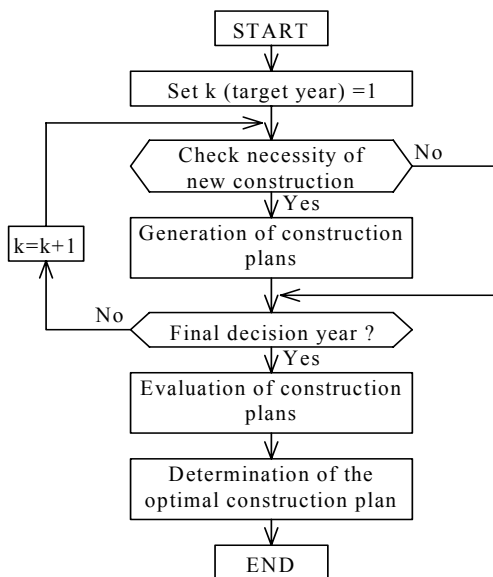 START
Set k (target year) =1
Check necessity of
new construction
No
Yes
Generation of construction
plans
k=k+1
No
Final decision year ?
Yes
Evaluation of construction
plans
Determination of the
optimal construction plan
END